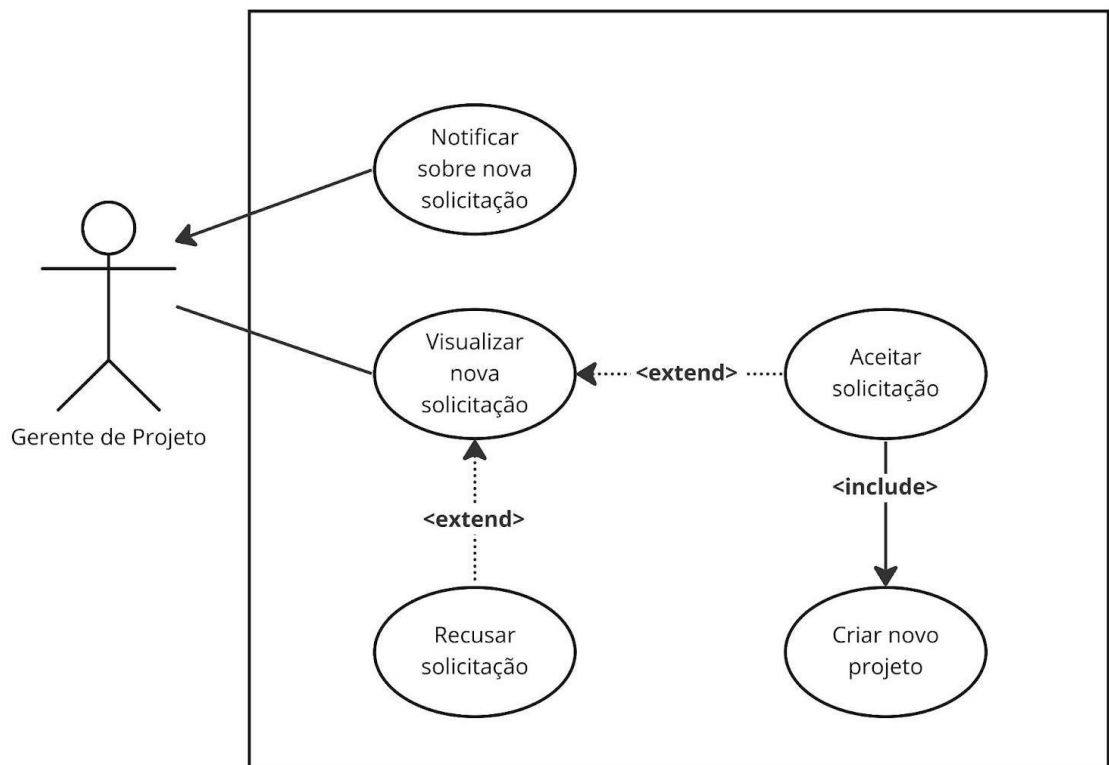 Notificar
sobre nova
solicitação
Visualizar
nova
solicitação
<extend>
Aceitar
solicitação
Gerente de Projeto
<include>
<extend>
Recusar
solicitação
Criar novo
projeto